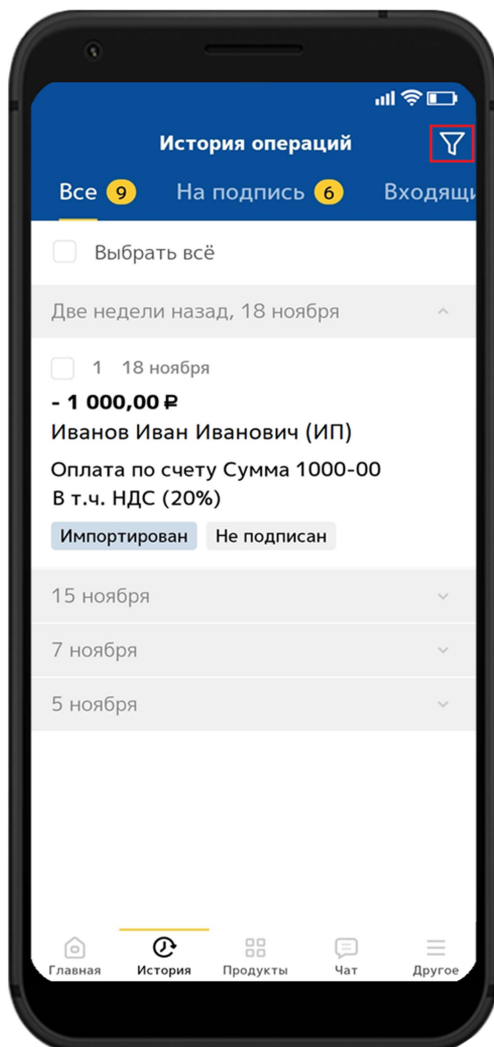 История операций
Все 9 На подпись 6 Входящи
Выбрать всё
Две недели назад, 18 ноября
1 18 ноября
- 1 000,00 ₽
Иванов Иван Иванович (ИП)
Оплата по счету Сумма 1000-00
В т.ч. НДС (20%)
Импортирован Не подписан
15 ноября
7 ноября
5 ноября
Главная История Продукты Чат Другое